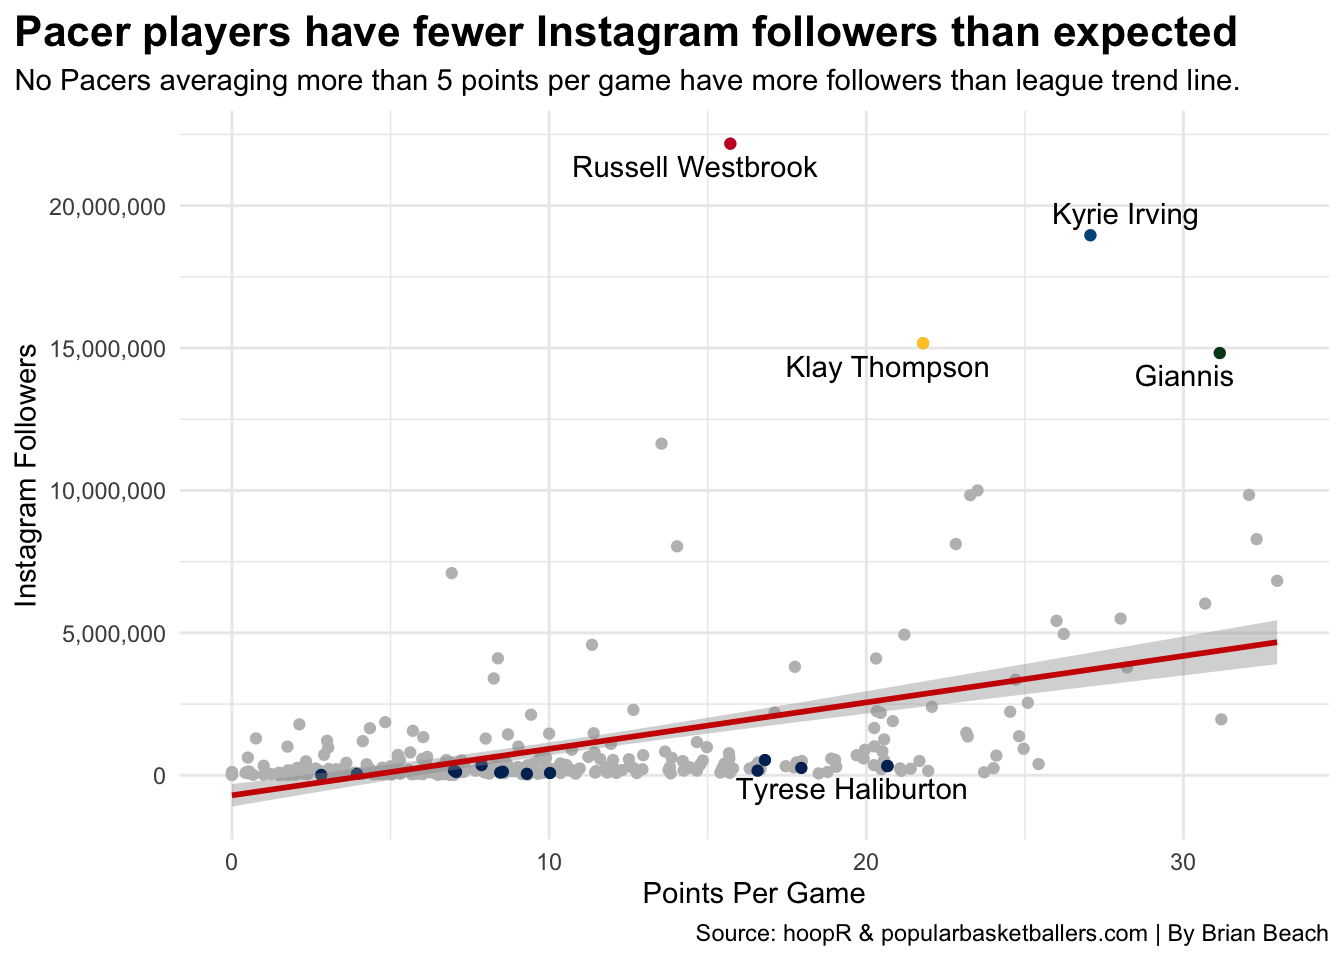 Pacer players have fewer Instagram followers than expected
No Pacers averaging more than 5 points per game have more followers than league trend line.
Russell Westbrook
20,000,000
Kyrie Irving
15,000,000
Klay Thompson
Giannis
Instagram Followers
10,000,000
5,000,000
0
Tyrese Haliburton
0 10 20 30
Points Per Game
Source: hoopR & popularbasketballers.com | By Brian Beach